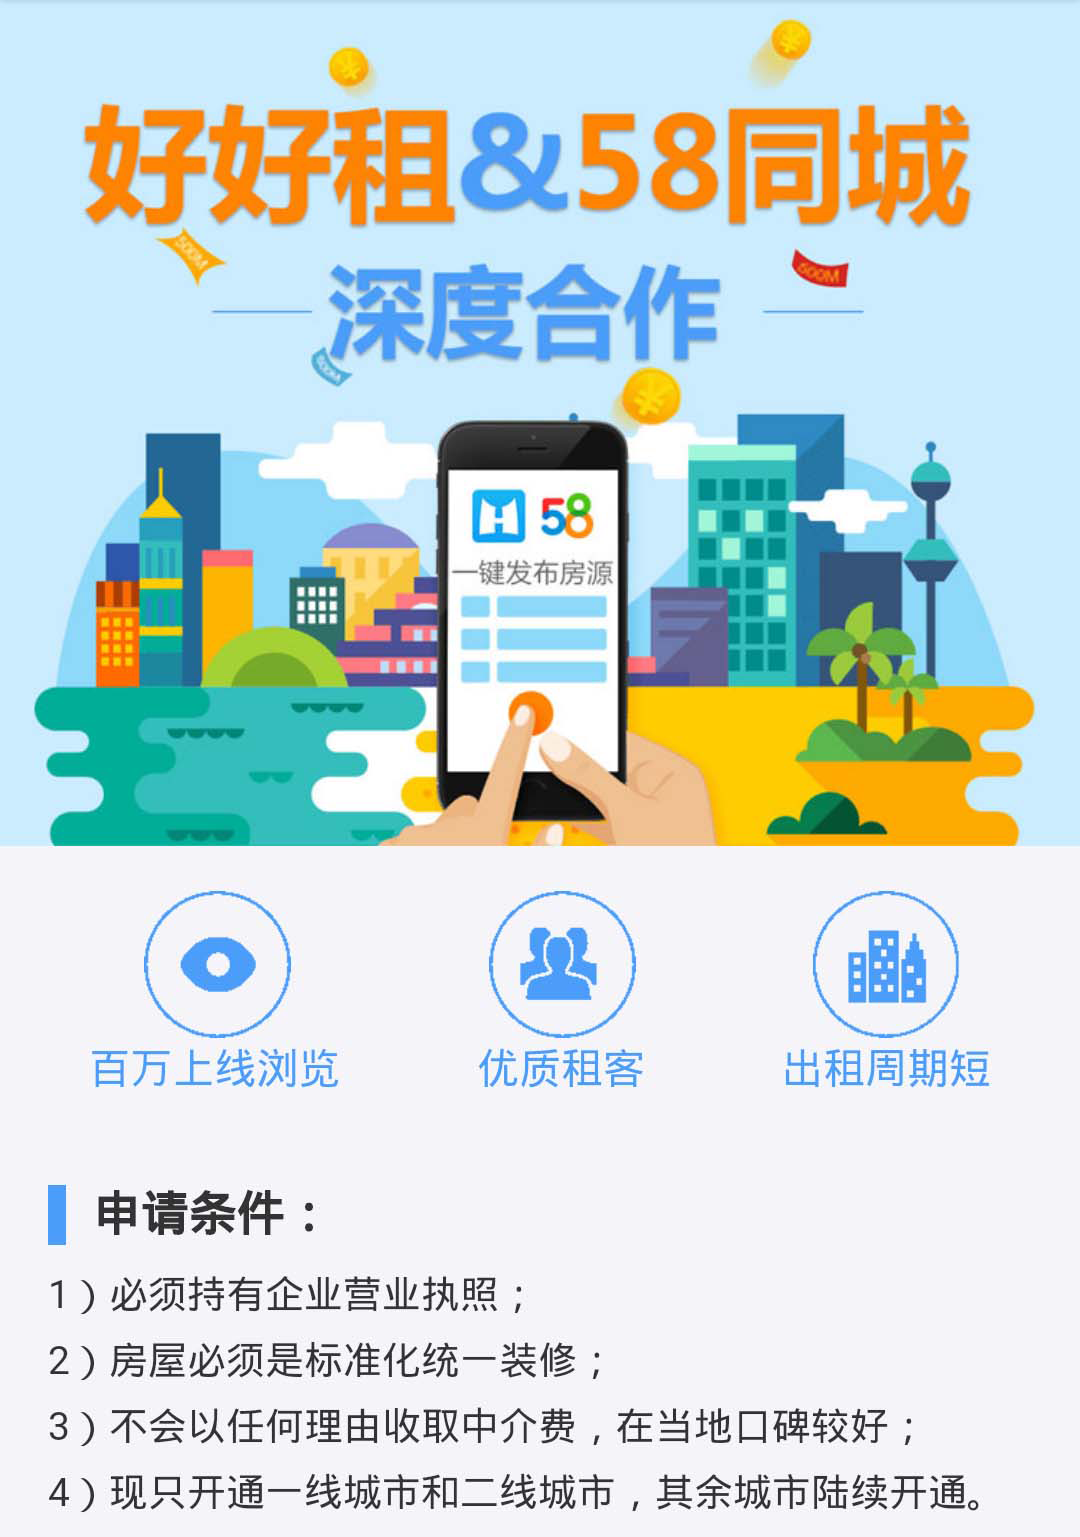 好好租&58同城
500M
500M
深度合作
500M
58
一键发布房源
百万上线浏览
优质租客
出租周期短
申请条件：
1）必须持有企业营业执照；
2）房屋必须是标准化统一装修；
3）不会以任何理由收取中介费，在当地口碑较好；
4）现只开通一线城市和二线城市，其余城市陆续开通。